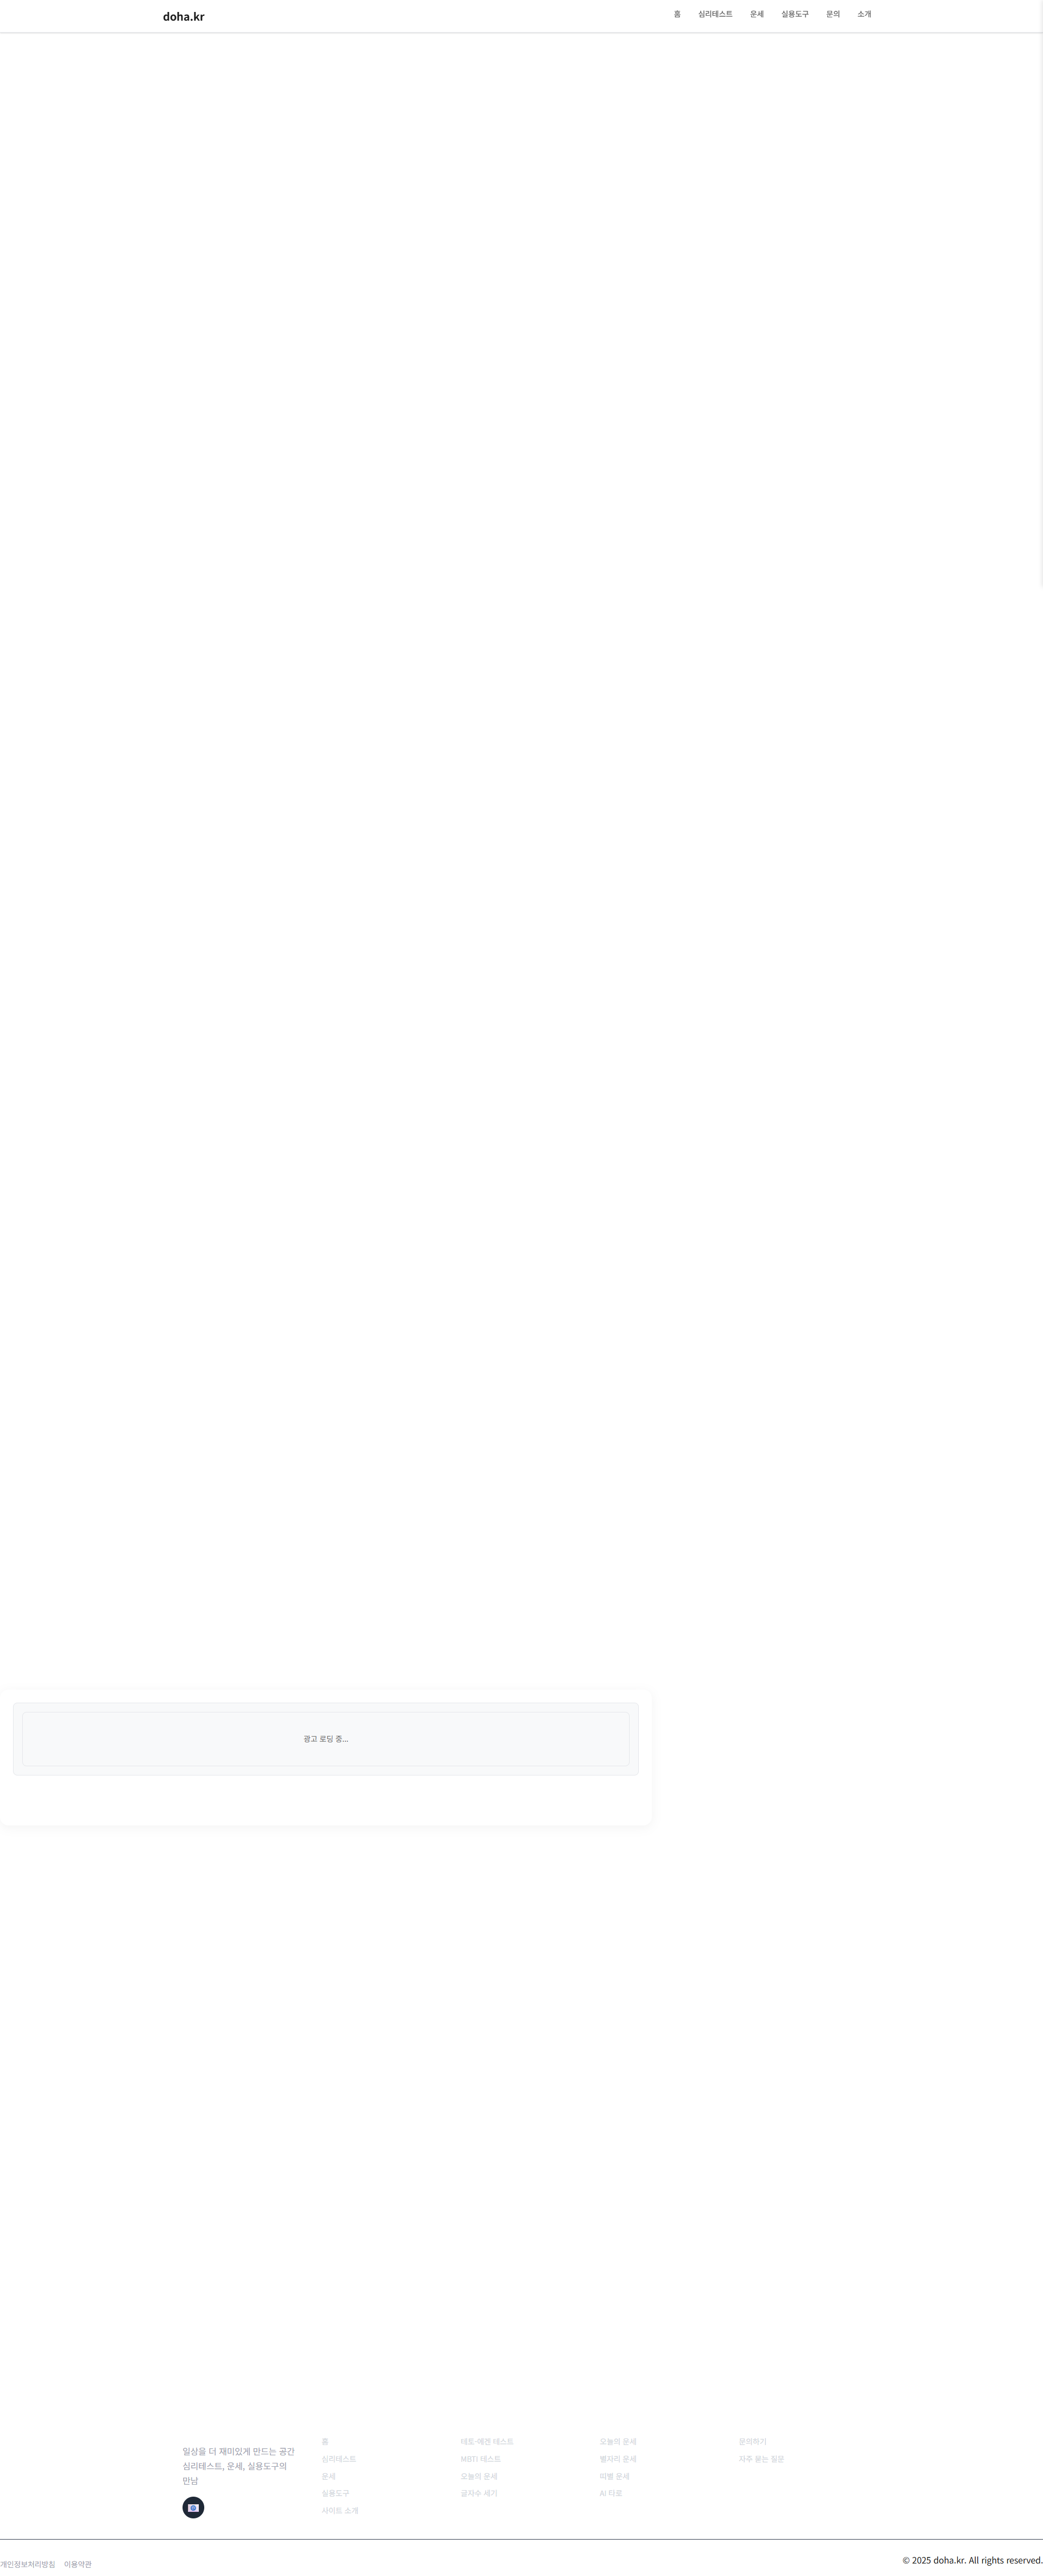 doha.kr
홈 심리테스트 운세 실용도구 문의 소개
광고 로딩 중...
일상을 더 재미있게 만드는 공간
심리테스트, 운세, 실용도구의
만남
홈
심리테스트
운세
실용도구
사이트 소개
테토-에겐 테스트
MBTI 테스트
오늘의 운세
글자수 세기
오늘의 운세
별자리 운세
띠별 운세
AI 타로
문의하기
자주 묻는 질문
개인정보처리방침 이용약관
© 2025 doha.kr. All rights reserved.